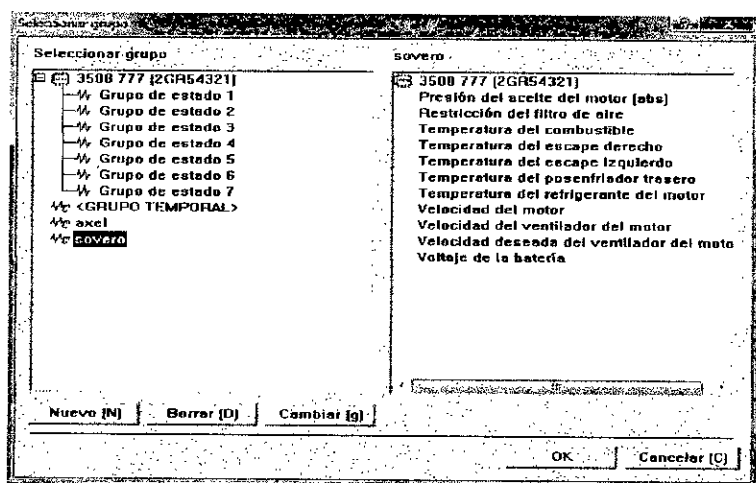 Seleccionar grupo
Seleccionar grupo
3508 777 (2GR54321)
Grupo de estado 1
Grupo de estado 2
Grupo de estado 3
Grupo de estado 4
Grupo de estado 5
Grupo de estado 6
Grupo de estado 7
<GRUPO TEMPORAL>
axel
sovero
Nuevo (N)
Borrar (D)
Cambiar (g)
sovero
3508 777 (2GR54321)
Presión del aceite del motor (abs)
Restricción del filtro de aire
Temperatura del combustible
Temperatura del escape derecho
Temperatura del escape izquierdo
Temperatura del posenfriador trasero
Temperatura del refrigerante del motor
Velocidad del motor
Velocidad del ventilador del motor
Velocidad deseada del ventilador del moto
Voltaje de la batería
OK
Cancelar (C)